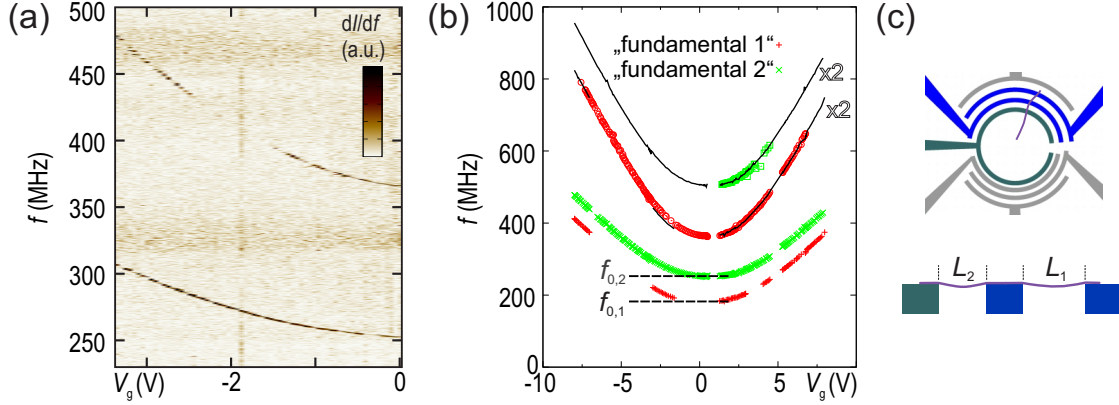 (a)
dI/df
(a.u.)
500
450
400
350
300
250
f (MHz)
Vg (V)
-2
0
(b)
1000
800
600
400
200
0
f (MHz)
„fundamental 1“
„fundamental 2“
x2
x2
f0,2
f0,1
-10
-5
0
5
Vg (V)
(c)
L2
L1